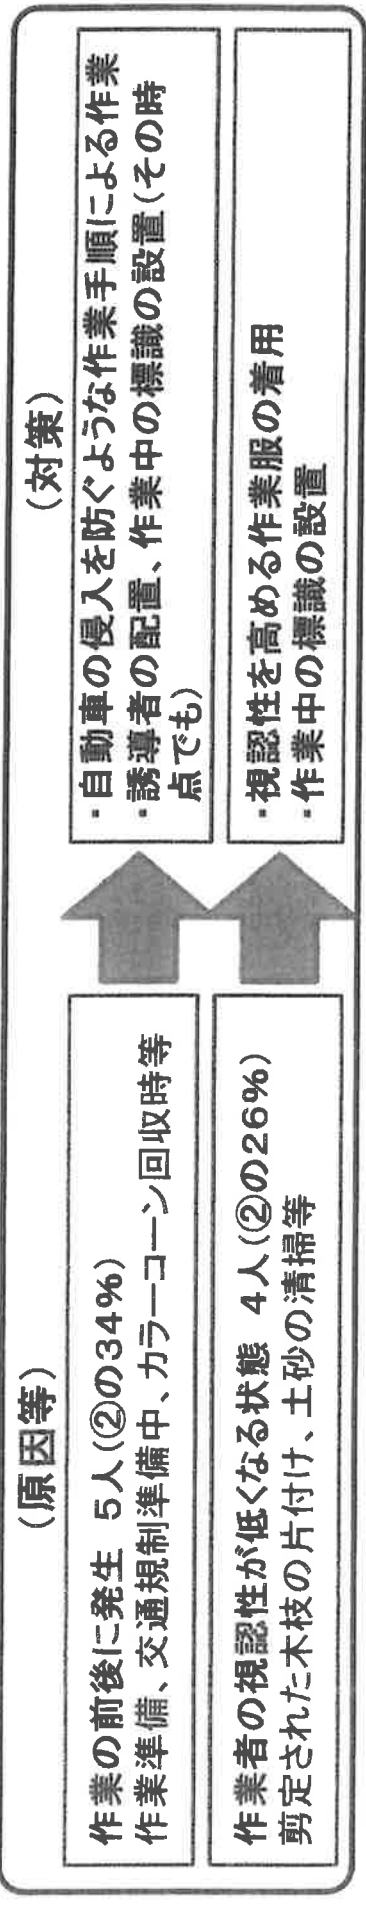 (原因等)
作業の前後に発生 5人(②の34%)
作業準備、交通規制準備中、カラーコーン回収時等
作業者の視認性が低くなる状態 4人(②の26%)
剪定された木枝の片付け、土砂の清掃等
(対策)
・自動車の侵入を防ぐような作業手順による作業
・誘導者の配置、作業中の標識の設置(その時
点でも)
・視認性を高める作業服の着用
・作業中の標識の設置